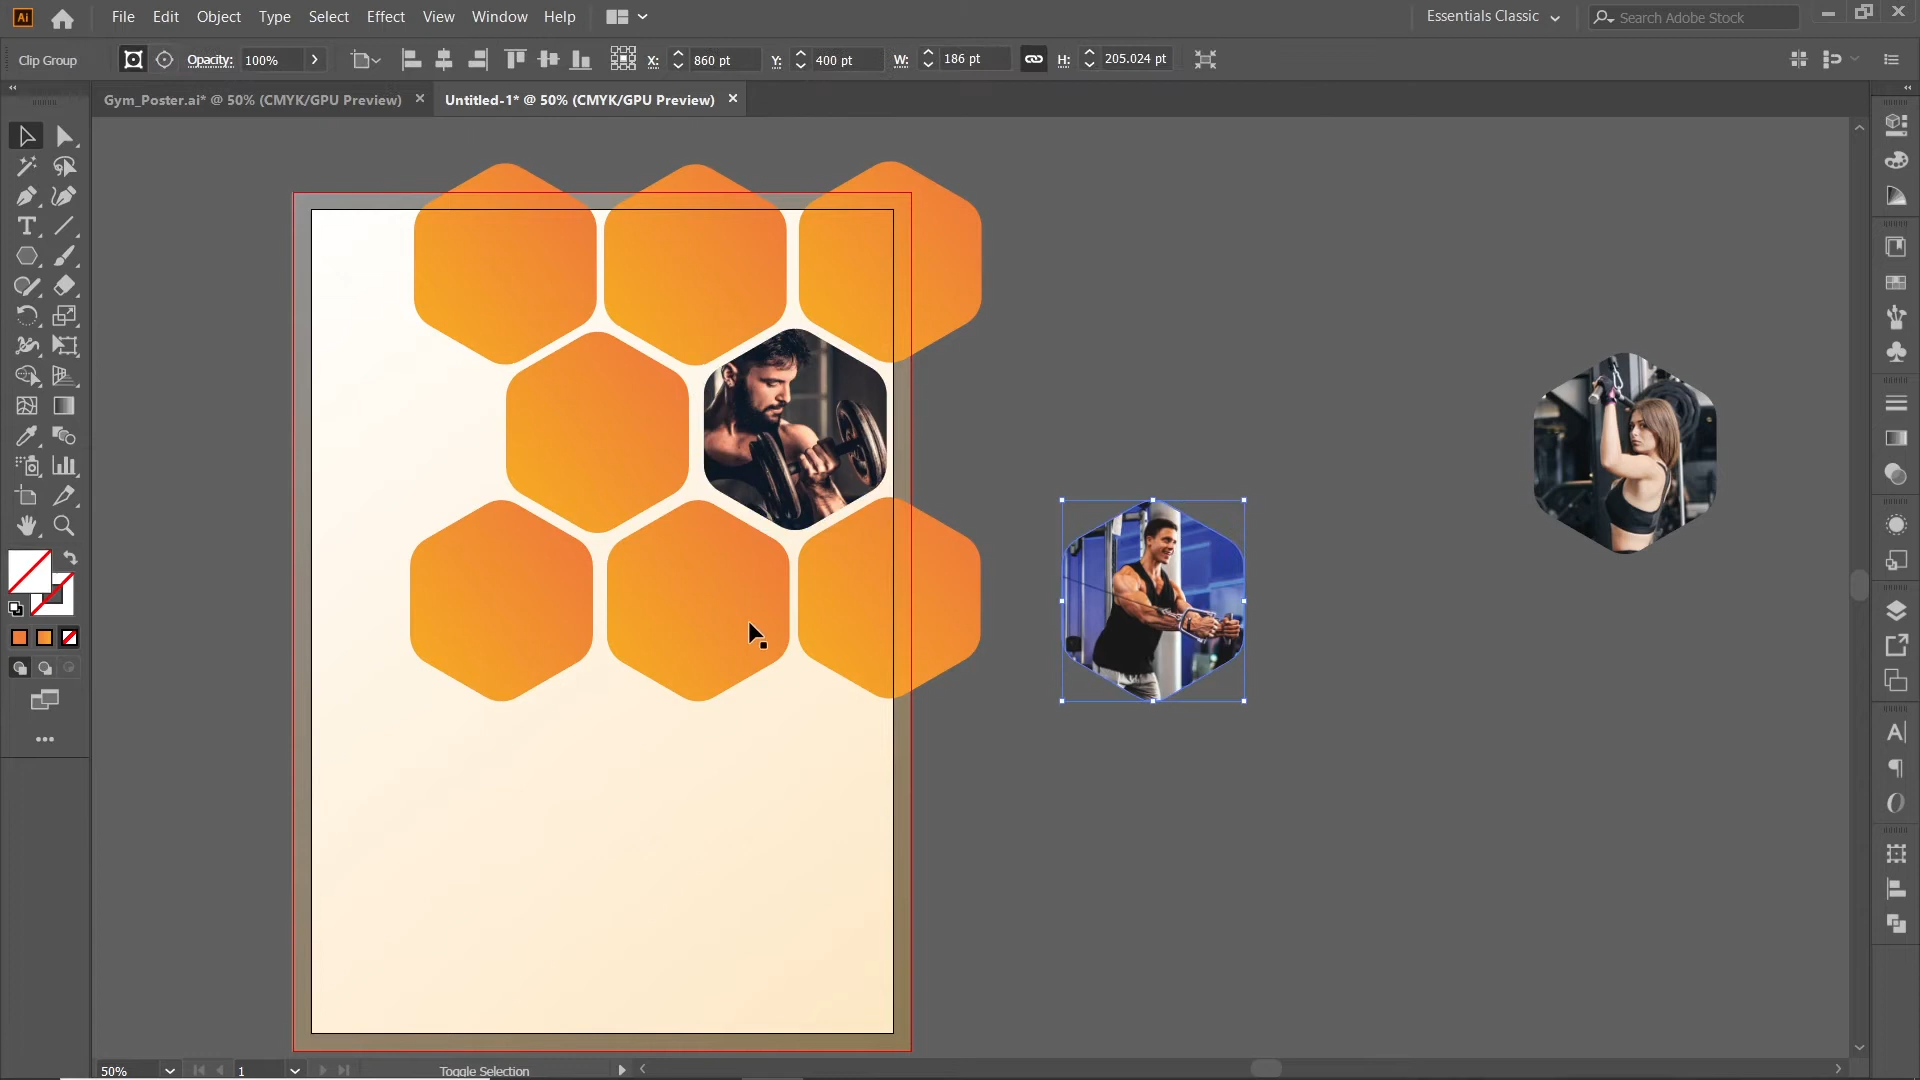 Ai File Edit Object Type Select Effect View Window Help Essentials Classic Search Adobe Stock
Clip Group Opacity: 100% X: 860 pt Y: 400 pt W: 186 pt H: 205.024 pt
Gym_Poster.ai* @ 50% (CMYK/GPU Preview) × Untitled-1* @ 50% (CMYK/GPU Preview) ×
50% 1 Toggle Selection